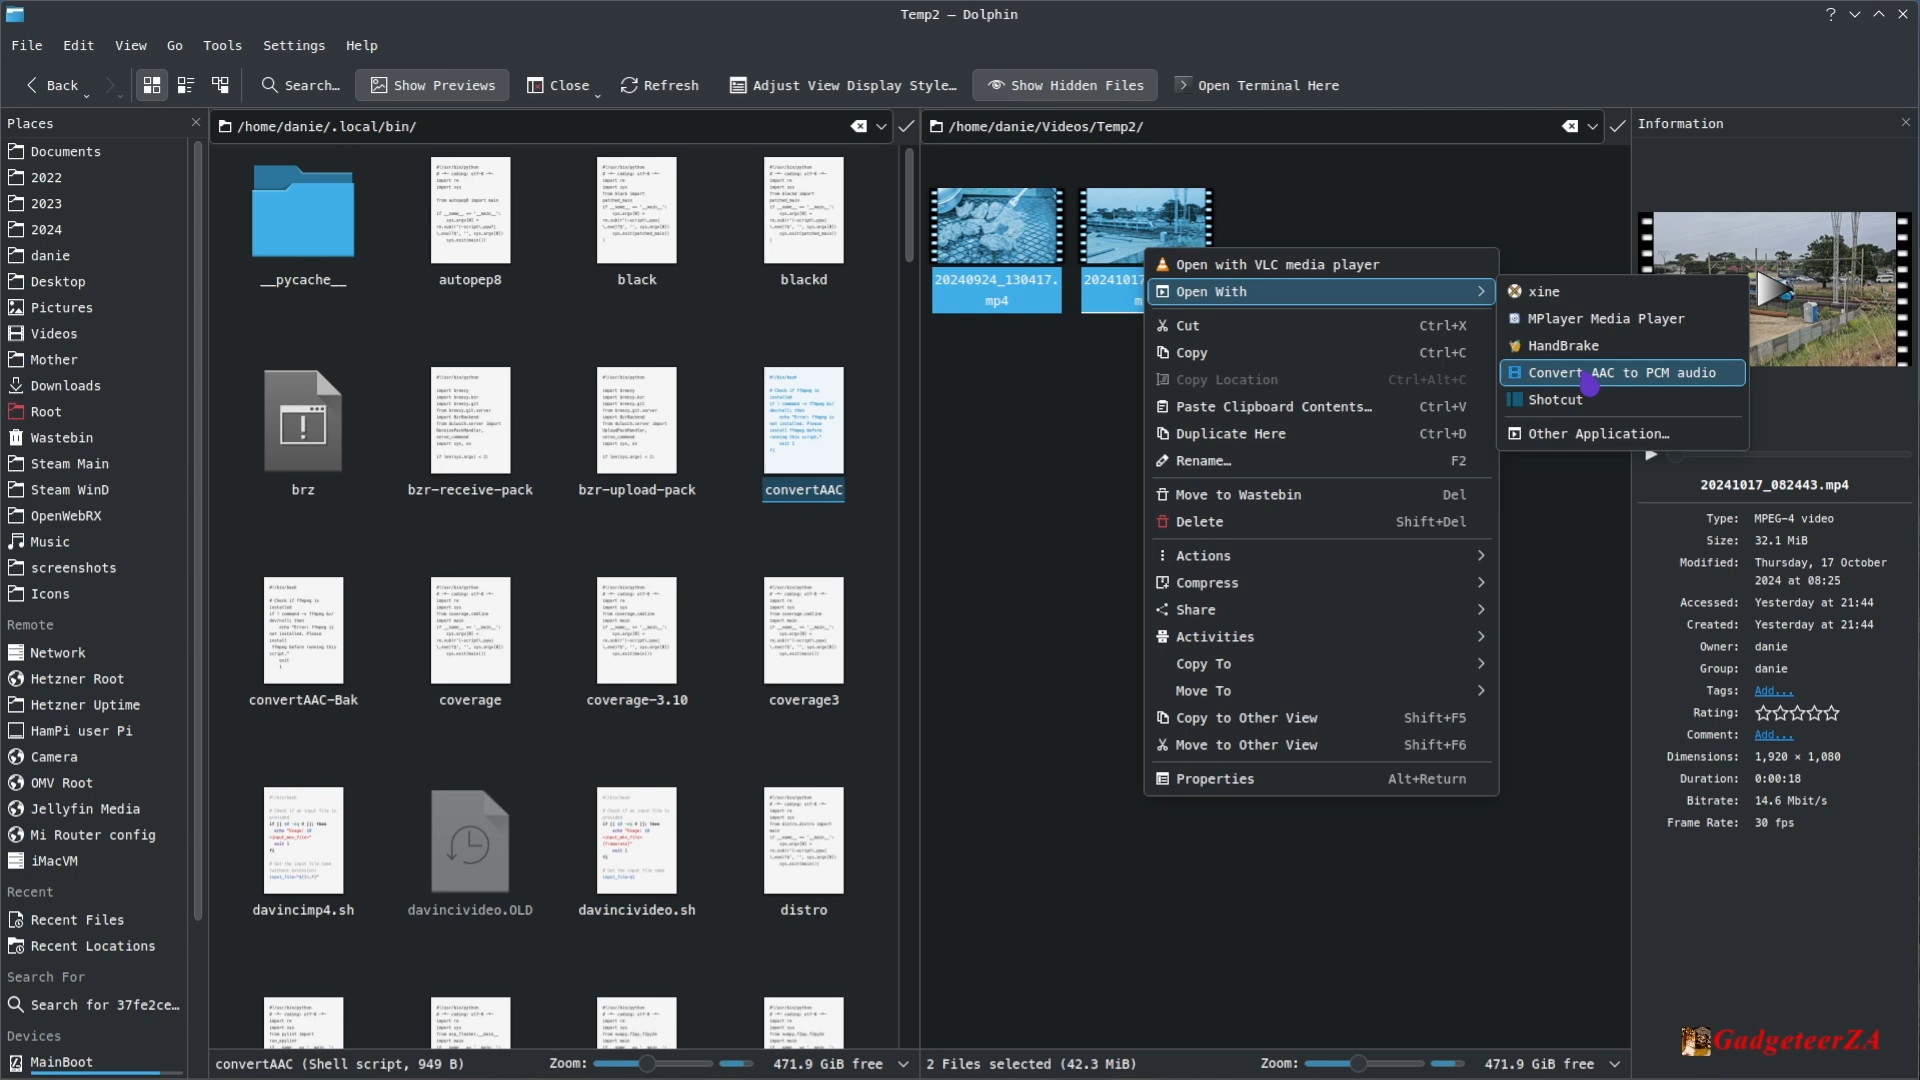 Temp2 — Dolphin
File Edit View Go Tools Settings Help
Back Search… Show Previews Close Refresh Adjust View Display Style… Show Hidden Files Open Terminal Here
Places
Documents
2022
2023
2024
danie
Desktop
Pictures
Videos
Mother
Downloads
Root
Wastebin
Steam Main
Steam WinD
OpenWebRX
Music
screenshots
Icons
Remote
Network
Hetzner Root
Hetzner Uptime
HamPi user Pi
Camera
OMV Root
Jellyfin Media
Mi Router config
iMacVM
Recent
Recent Files
Recent Locations
Search For
Search for 37fe2ce…
Devices
MainBoot
/home/danie/.local/bin/
__pycache__ autopep8 black blackd
brz bzr-receive-pack bzr-upload-pack convertAAC
convertAAC-Bak coverage coverage-3.10 coverage3
davincimp4.sh davincivideo.OLD davincivideo.sh distro
convertAAC (Shell script, 949 B) Zoom: 471.9 GiB free
/home/danie/Videos/Temp2/
20240924_130417.
mp4
20241017
m
Open with VLC media player
Open With
Cut Ctrl+X
Copy Ctrl+C
Copy Location Ctrl+Alt+C
Paste Clipboard Contents… Ctrl+V
Duplicate Here Ctrl+D
Rename… F2
Move to Wastebin Del
Delete Shift+Del
Actions
Compress
Share
Activities
Copy To
Move To
Copy to Other View Shift+F5
Move to Other View Shift+F6
Properties Alt+Return
xine
MPlayer Media Player
HandBrake
Convert AAC to PCM audio
Shotcut
Other Application…
2 Files selected (42.3 MiB) Zoom: 471.9 GiB free
Information
20241017_082443.mp4
Type: MPEG-4 video
Size: 32.1 MiB
Modified: Thursday, 17 October
2024 at 08:25
Accessed: Yesterday at 21:44
Created: Yesterday at 21:44
Owner: danie
Group: danie
Tags: Add...
Rating:
Comment: Add...
Dimensions: 1,920 × 1,080
Duration: 0:00:18
Bitrate: 14.6 Mbit/s
Frame Rate: 30 fps
GadgeteerZA